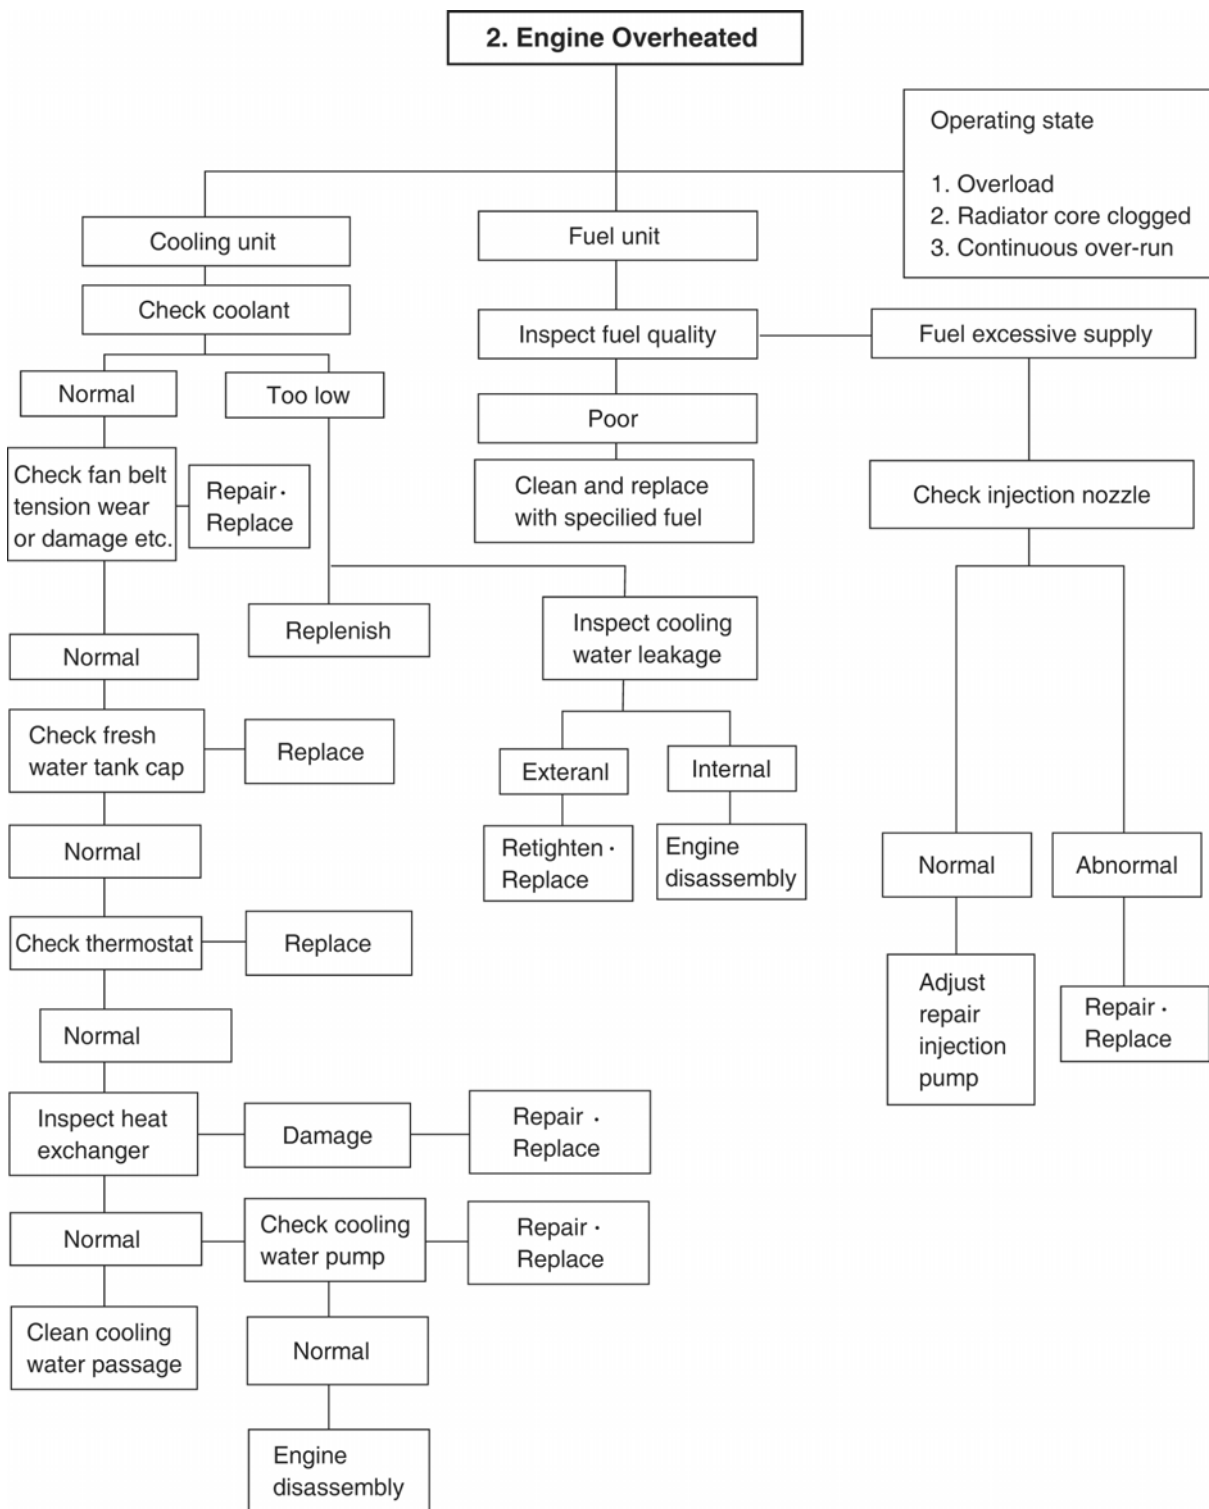 2. Engine Overheated
Operating state
1. Overload
2. Radiator core clogged
3. Continuous over-run
Cooling unit
Fuel unit
Check coolant
Inspect fuel quality
Fuel excessive supply
Normal
Too low
Poor
Check fan belt
tension wear
or damage etc.
Repair·
Replace
Clean and replace
with specilied fuel
Check injection nozzle
Replenish
Inspect cooling
water leakage
Normal
Check fresh
water tank cap
Replace
Exteranl
Internal
Normal
Retighten·
Replace
Engine
disassembly
Normal
Abnormal
Check thermostat
Replace
Adjust
repair
injection
pump
Repair·
Replace
Normal
Inspect heat
exchanger
Damage
Repair·
Replace
Normal
Check cooling
water pump
Repair·
Replace
Clean cooling
water passage
Normal
Engine
disassembly